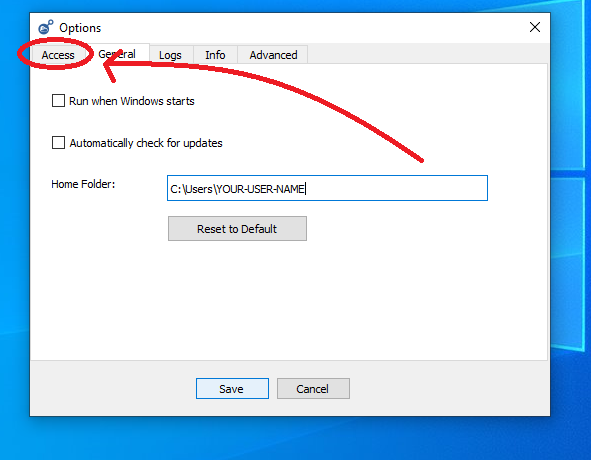 Options
Access General Logs Info Advanced
Run when Windows starts
Automatically check for updates
Home Folder: C:\Users\YOUR-USER-NAME
Reset to Default
Save Cancel